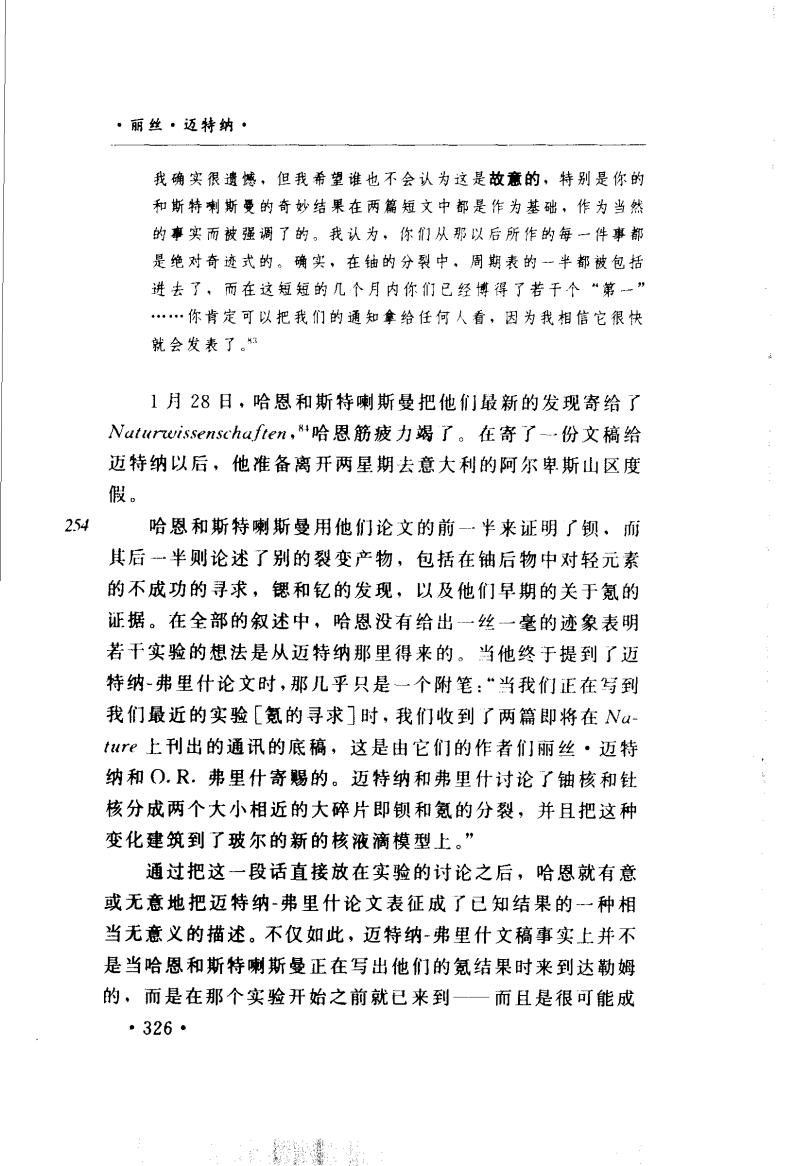 ·丽丝·迈特纳·
我确实很遗憾，但我希望谁也不会认为这是故意的，特别是你的
和斯特喇斯曼的奇妙结果在两篇短文中都是作为基础，作为当然
的事实而被强调了的。我认为，你们从那以后所作的每一件事都
是绝对奇迹式的。确实，在铀的分裂中，周期表的一半都被包括
进去了，而在这短短的几个月内你们已经博得了若干个“第一”
……你肯定可以把我们的通知拿给任何人看，因为我相信它很快
就会发表了。83
1月28日，哈恩和斯特喇斯曼把他们最新的发现寄给了
Naturwissenschaften，84哈恩筋疲力竭了。在寄了一份文稿给
迈特纳以后，他准备离开两星期去意大利的阿尔卑斯山区度
假。
254 哈恩和斯特喇斯曼用他们论文的前一半来证明了钡，而
其后一半则论述了别的裂变产物，包括在铀后物中对轻元素
的不成功的寻求，锶和钇的发现，以及他们早期的关于氪的
证据。在全部的叙述中，哈恩没有给出一丝一毫的迹象表明
若干实验的想法是从迈特纳那里得来的。当他终于提到了迈
特纳-弗里什论文时，那几乎只是一个附笔：“当我们正在写到
我们最近的实验［氪的寻求］时，我们收到了两篇即将在 Na-
ture 上刊出的通讯的底稿，这是由它们的作者们丽丝·迈特
纳和O.R.弗里什寄赐的。迈特纳和弗里什讨论了铀核和钍
核分成两个大小相近的大碎片即钡和氪的分裂，并且把这种
变化建筑到了玻尔的新的核液滴模型上。”
通过把这一段话直接放在实验的讨论之后，哈恩就有意
或无意地把迈特纳-弗里什论文表征成了已知结果的一种相
当无意义的描述。不仅如此，迈特纳-弗里什文稿事实上并不
是当哈恩和斯特喇斯曼正在写出他们的氪结果时来到达勒姆
的，而是在那个实验开始之前就已来到——而且是很可能成
·326·